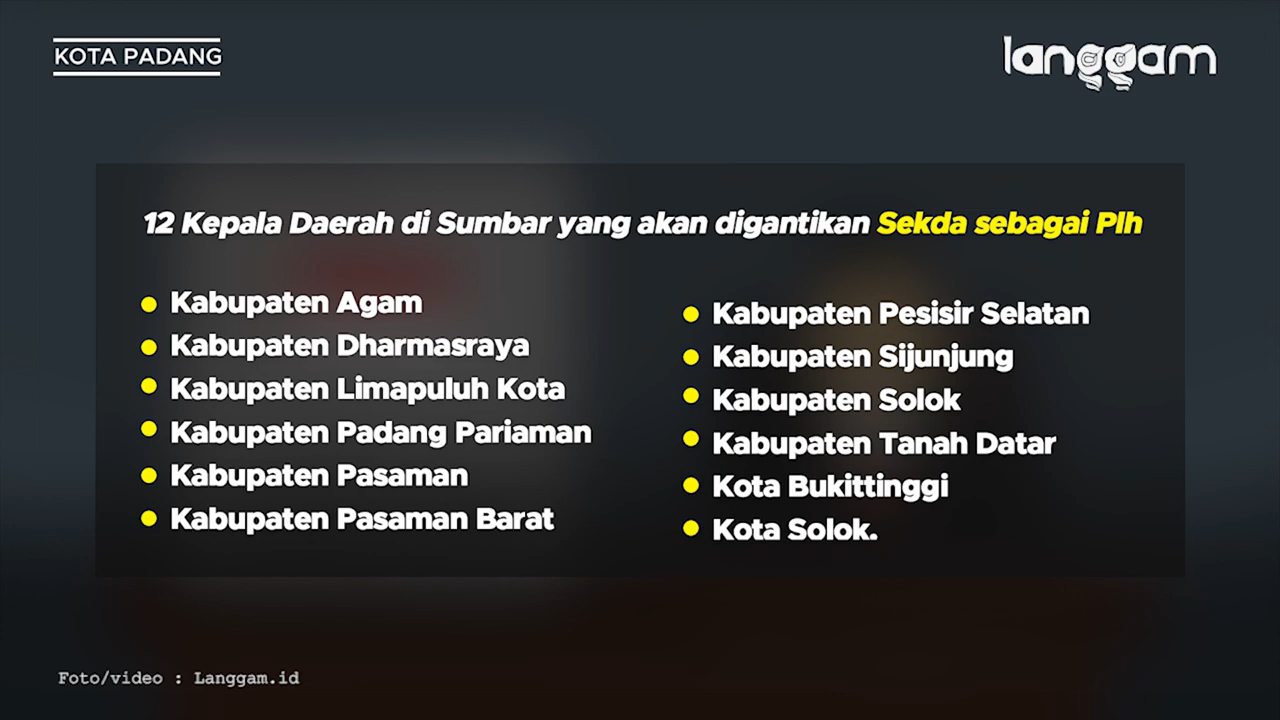 KOTA PADANG
langgam
12 Kepala Daerah di Sumbar yang akan digantikan Sekda sebagai Plh
Kabupaten Agam
Kabupaten Dharmasraya
Kabupaten Limapuluh Kota
Kabupaten Padang Pariaman
Kabupaten Pasaman
Kabupaten Pasaman Barat
Kabupaten Pesisir Selatan
Kabupaten Sijunjung
Kabupaten Solok
Kabupaten Tanah Datar
Kota Bukittinggi
Kota Solok.
Foto/video : Langgam.id